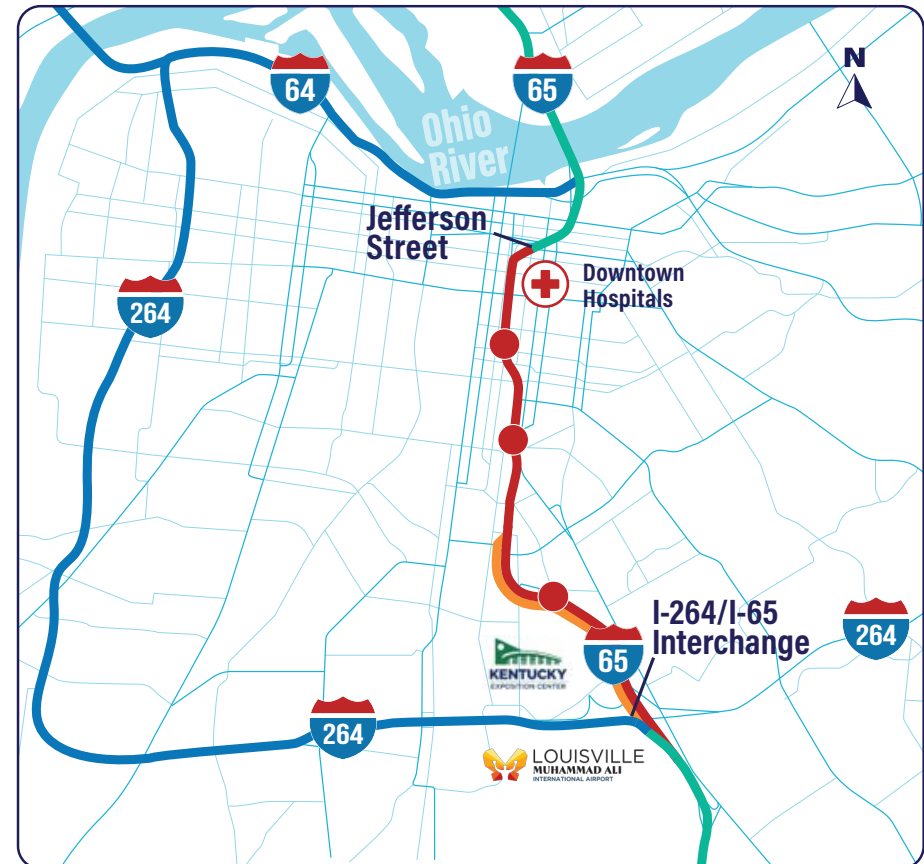 64
65
N
Ohio
River
Jefferson
Street
Downtown
Hospitals
264
I-264/I-65
Interchange
264
65
KENTUCKY
EXPOSITION CENTER
264
LOUISVILLE
MUHAMMAD ALI
INTERNATIONAL AIRPORT